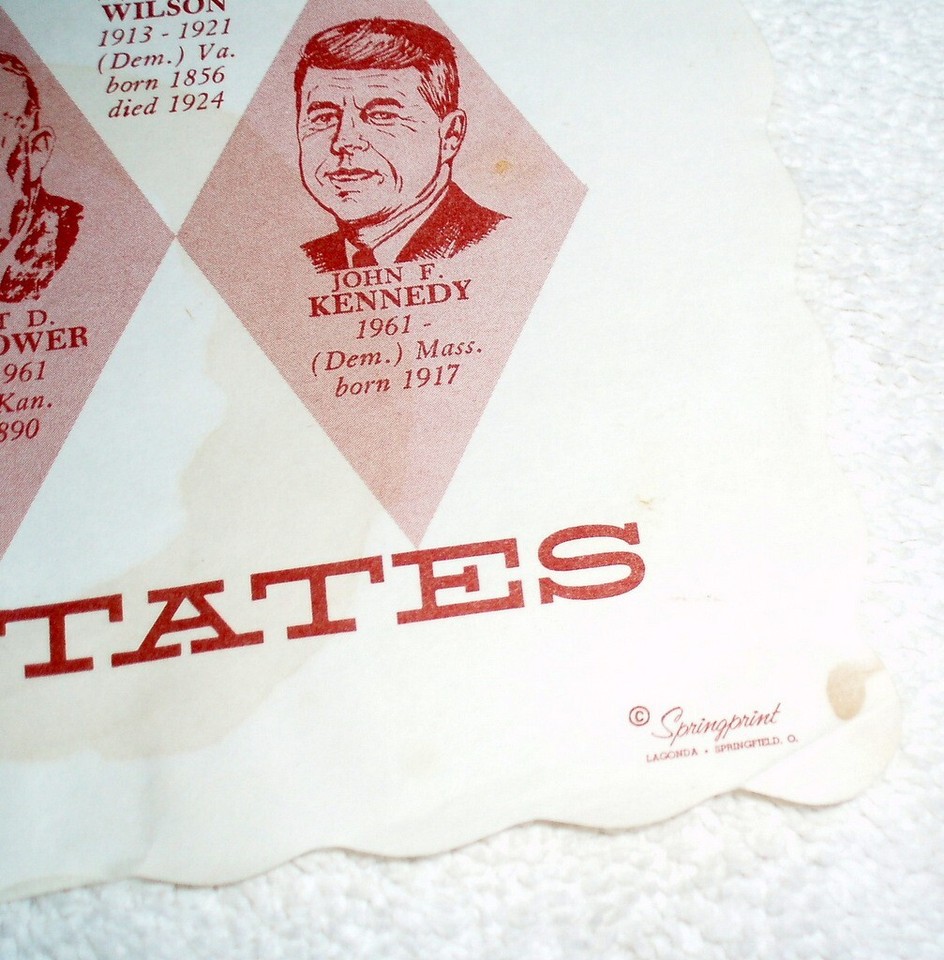 WILSON
1913 - 1921
(Dem.) Va.
born 1856
died 1924
JOHN F.
KENNEDY
1961 -
(Dem.) Mass.
born 1917
T D.
OWER
961
Kan.
890
TATES
© Springprint
LAGONDA • SPRINGFIELD, O.